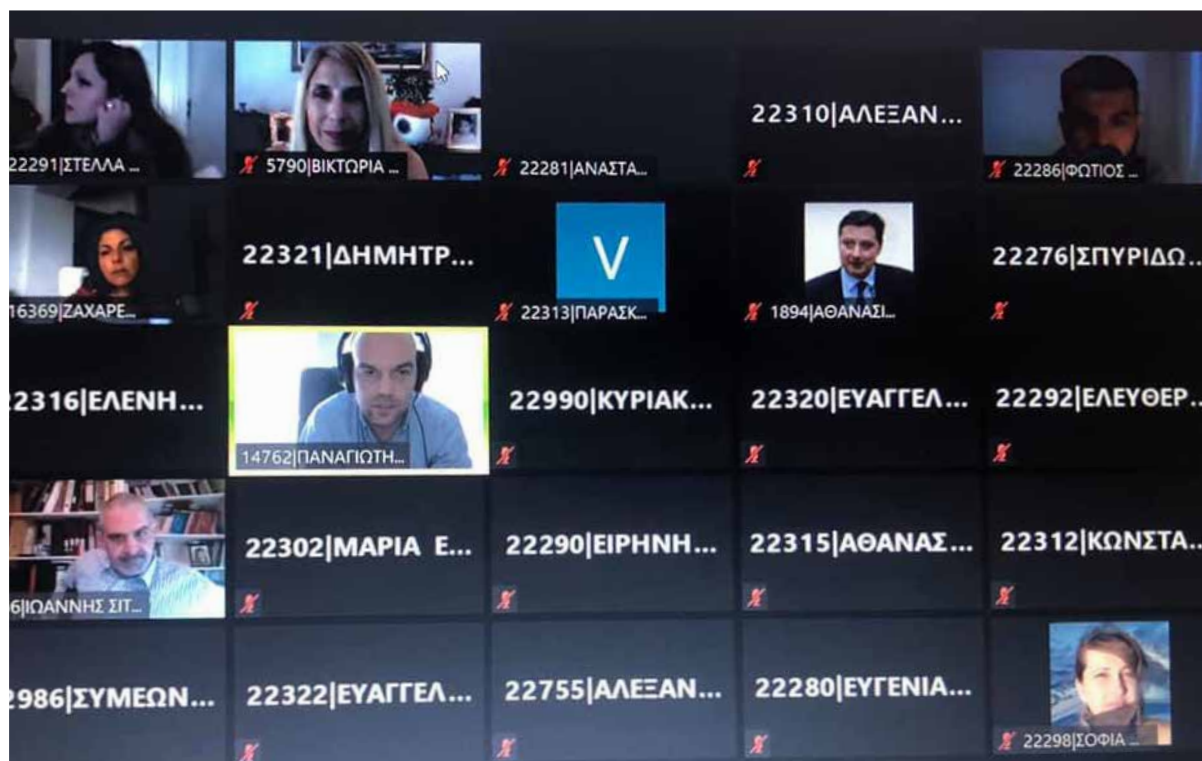 22291|ΣΤΕΛΛΑ ...
5790|ΒΙΚΤΩΡΙΑ ...
22281|ΑΝΑΣΤΑ...
22310|ΑΛΕΞΑΝ...
22286|ΦΩΤΙΟΣ ...
16369|ΖΑΧΑΡΕ...
22321|ΔΗΜΗΤΡ...
V
22313|ΠΑΡΑΣΚ...
1894|ΑΘΑΝΑΣΙ...
22276|ΣΠΥΡΙΔΩ...
22316|ΕΛΕΝΗ...
14762|ΠΑΝΑΓΙΩΤΗ...
22990|ΚΥΡΙΑΚ...
22320|ΕΥΑΓΓΕΛ...
22292|ΕΛΕΥΘΕΡ...
6|ΙΩΑΝΝΗΣ ΣΙΤ...
22302|ΜΑΡΙΑ Ε...
22290|ΕΙΡΗΝΗ...
22315|ΑΘΑΝΑΣ...
22312|ΚΩΝΣΤΑ...
2986|ΣΥΜΕΩΝ...
22322|ΕΥΑΓΓΕΛ...
22755|ΑΛΕΞΑΝ...
22280|ΕΥΓΕΝΙΑ...
22298|ΣΟΦΙΑ ...